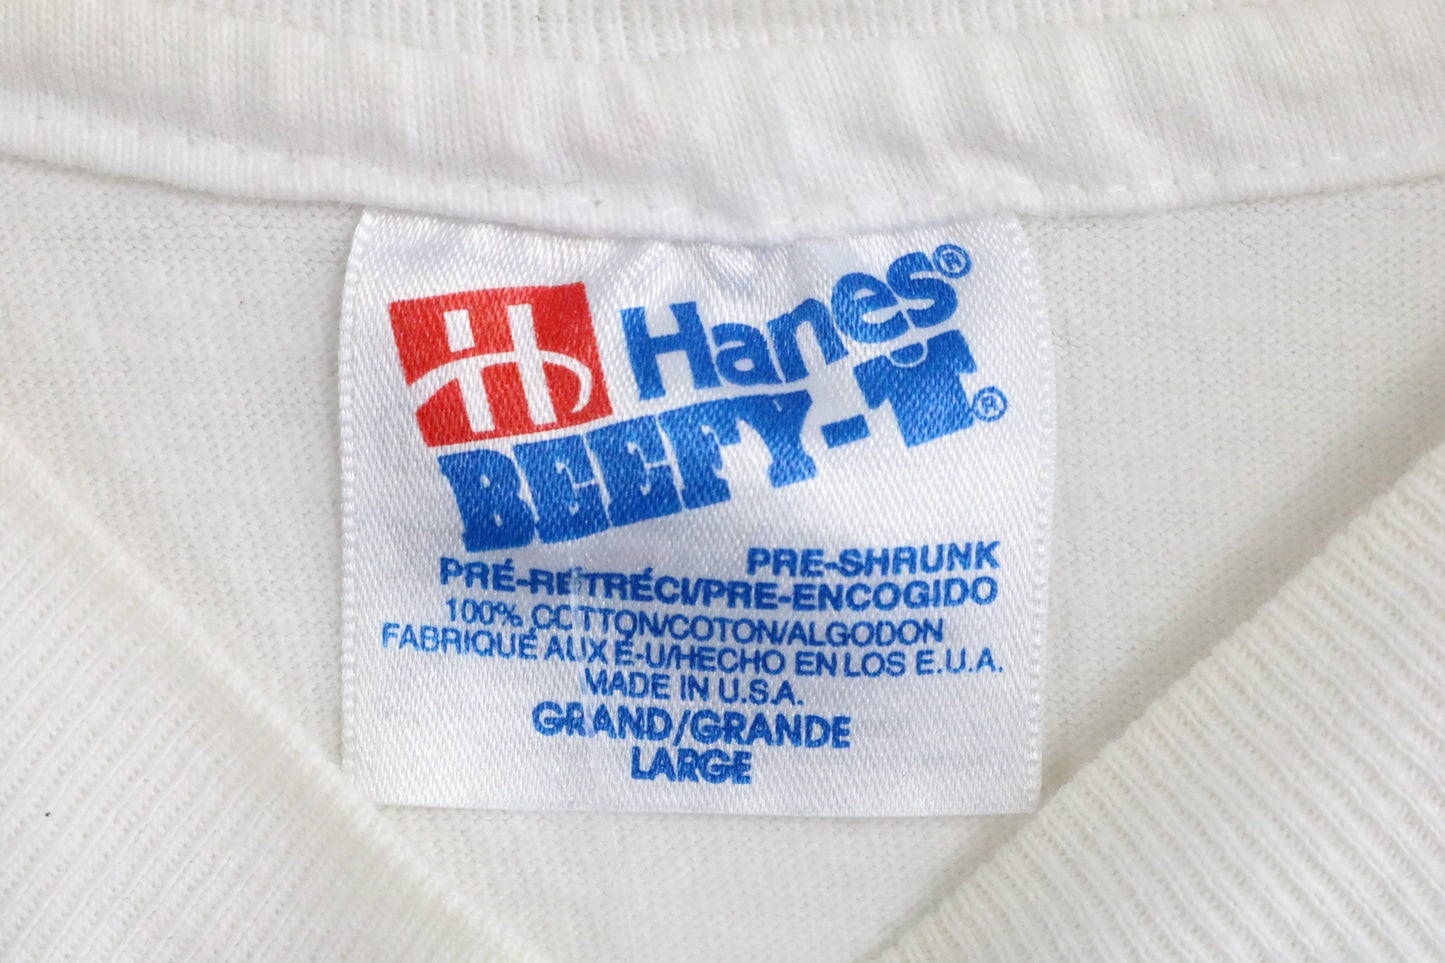 H Hanes®
BEEFY-T®
PRE-SHRUNK
PRÉ-RÉTRÉCI/PRE-ENCOGIDO
100% COTTON/COTON/ALGODON
FABRIQUÉ AUX É-U/HECHO EN LOS E.U.A.
MADE IN U.S.A.
GRAND/GRANDE
LARGE